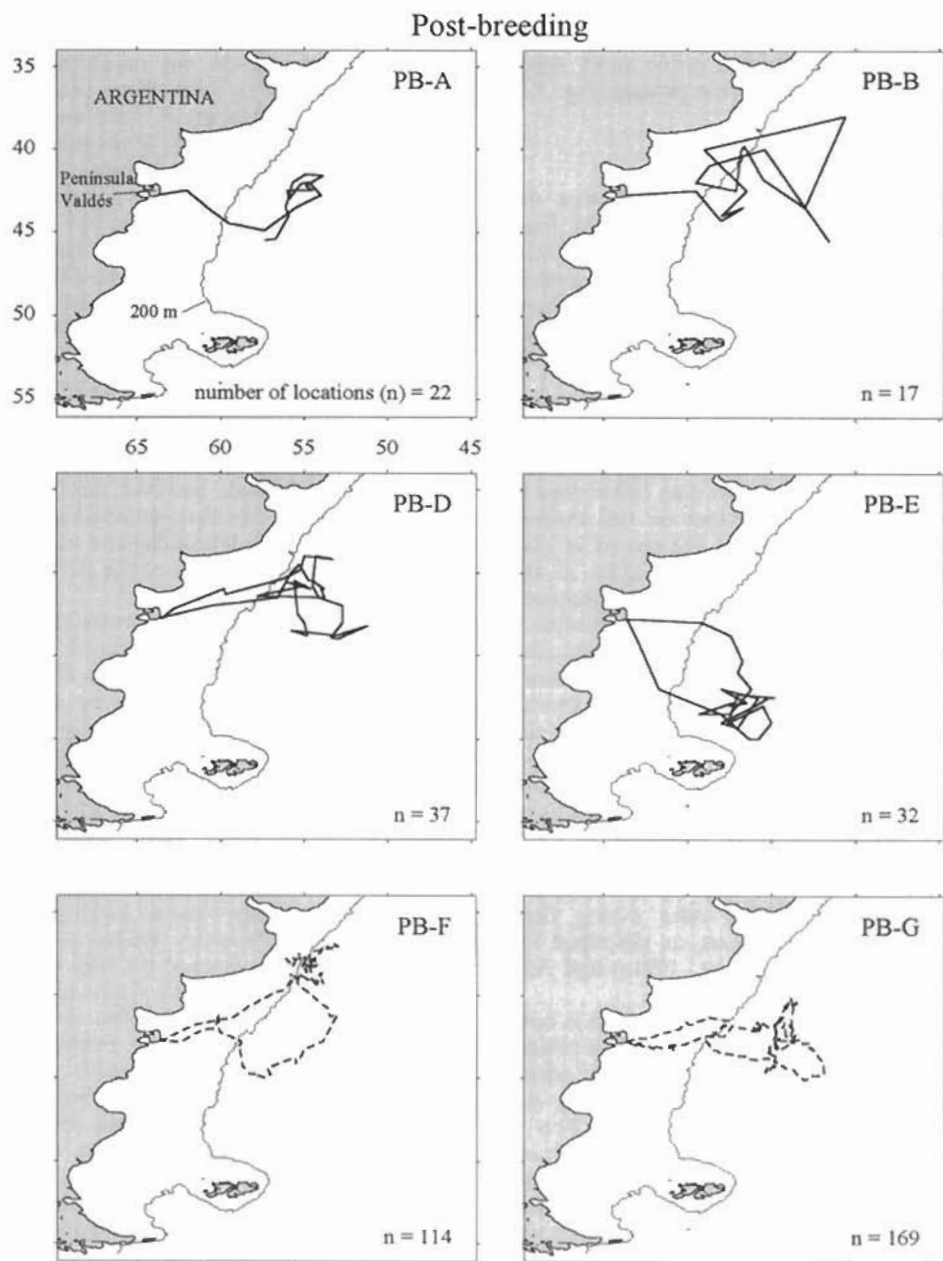 Post-breeding
35
40
45
50
55
ARGENTINA
PB-A
Península
Valdés
200 m
number of locations (n) = 22
65
60
55
50
45
PB-B
n = 17
PB-D
n = 37
PB-E
n = 32
PB-F
n = 114
PB-G
n = 169